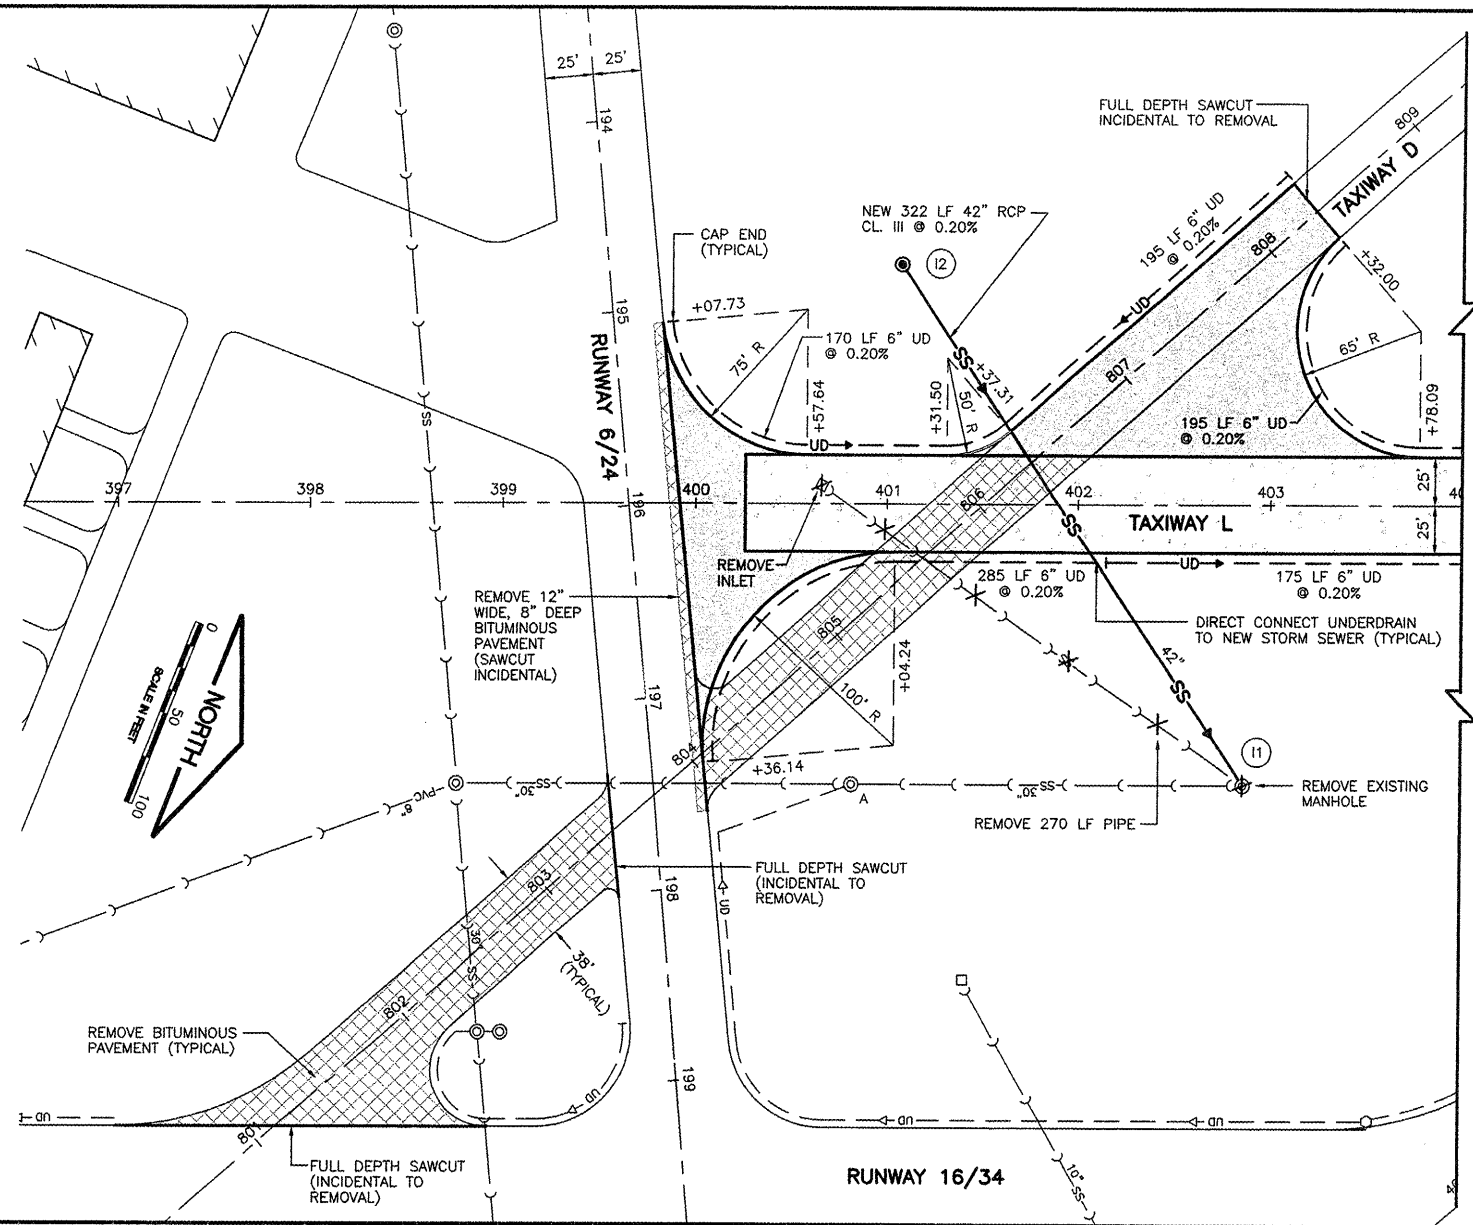 25' 25'
194
FULL DEPTH SAWCUT
INCIDENTAL TO REMOVAL
809
TAXIWAY D
NEW 322 LF 42" RCP
CL. III @ 0.20%
195 LF 6" UD
@ 0.20%
808
CAP END
(TYPICAL)
I2
+32.00
+07.73
195
UD
170 LF 6" UD
@ 0.20%
75' R
RUNWAY 6/24
SS
+37.31
807
65' R
+57.64
+31.50
50' R
+78.09
SS
195 LF 6" UD
@ 0.20%
UD
397
398
399
196
400
401
806
402
403
40
25'
25'
SS
TAXIWAY L
REMOVE
INLET
285 LF 6" UD
@ 0.20%
UD
175 LF 6" UD
@ 0.20%
REMOVE 12"
WIDE, 8" DEEP
BITUMINOUS
PAVEMENT
(SAWCUT
INCIDENTAL)
805
DIRECT CONNECT UNDERDRAIN
TO NEW STORM SEWER (TYPICAL)
0
50
100
SCALE IN FEET
NORTH
+04.24
42"
SS
197
100' R
804
+36.14
I1
PVC 8"
SS 30"
A
SS 30"
REMOVE EXISTING
MANHOLE
REMOVE 270 LF PIPE
803
FULL DEPTH SAWCUT
(INCIDENTAL TO
REMOVAL)
198
UD
30"
SS
38'
(TYPICAL)
802
REMOVE BITUMINOUS
PAVEMENT (TYPICAL)
199
UD
UD
801
UD
UD
FULL DEPTH SAWCUT
(INCIDENTAL TO
REMOVAL)
RUNWAY 16/34
10" SS